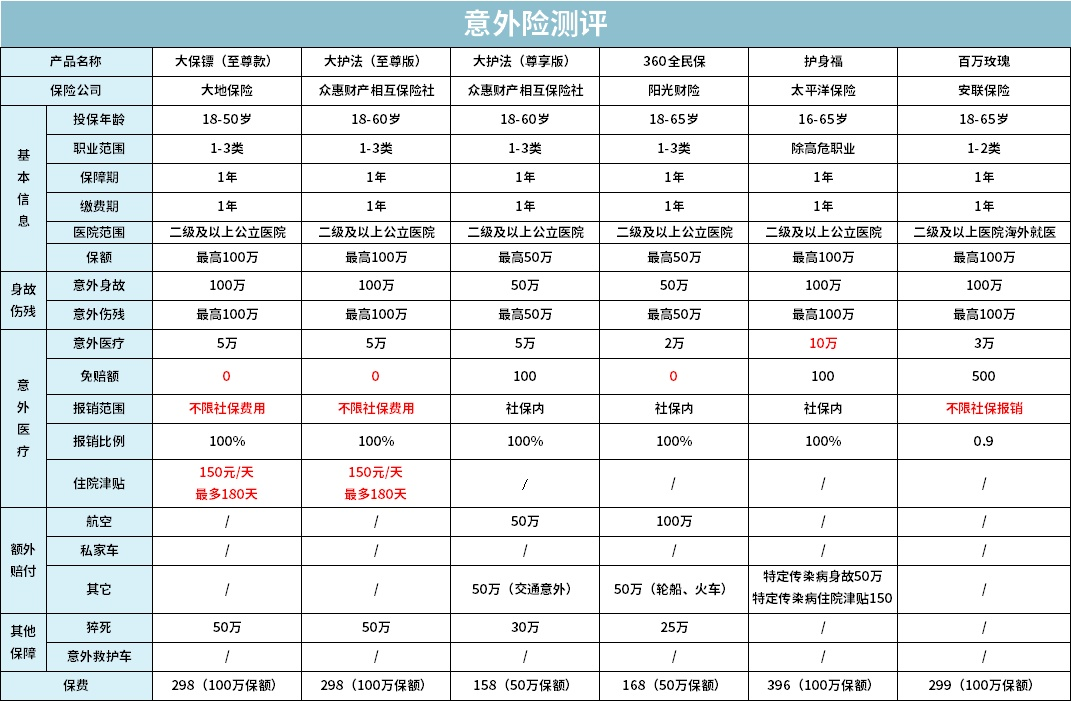 意外险测评
产品名称 大保镖（至尊款） 大护法（至尊版） 大护法（尊享版） 360全民保 护身福 百万玫瑰
保险公司 大地保险 众惠财产相互保险社 众惠财产相互保险社 阳光财险 太平洋保险 安联保险
基本信息
投保年龄 18-50岁 18-60岁 18-60岁 18-65岁 16-65岁 18-65岁
职业范围 1-3类 1-3类 1-3类 1-3类 除高危职业 1-2类
保障期 1年 1年 1年 1年 1年 1年
缴费期 1年 1年 1年 1年 1年 1年
医院范围 二级及以上公立医院 二级及以上公立医院 二级及以上公立医院 二级及以上公立医院 二级及以上公立医院 二级及以上医院海外就医
保额 最高100万 最高100万 最高50万 最高50万 最高100万 最高100万
身故伤残
意外身故 100万 100万 50万 50万 100万 100万
意外伤残 最高100万 最高100万 最高50万 最高50万 最高100万 最高100万
意外医疗
意外医疗 5万 5万 5万 2万 10万 3万
免赔额 0 0 100 0 100 500
报销范围 不限社保费用 不限社保费用 社保内 社保内 社保内 不限社保报销
报销比例 100% 100% 100% 100% 100% 0.9
住院津贴 150元/天 最多180天 150元/天 最多180天 / / / /
额外赔付
航空 / / 50万 100万 / /
私家车 / / / / / /
其它 / / 50万（交通意外） 50万（轮船、火车） 特定传染病身故50万 特定传染病住院津贴150 /
其他保障
猝死 50万 50万 30万 25万 / /
意外救护车 / / / / / /
保费 298（100万保额） 298（100万保额） 158（50万保额） 168（50万保额） 396（100万保额） 299（100万保额）